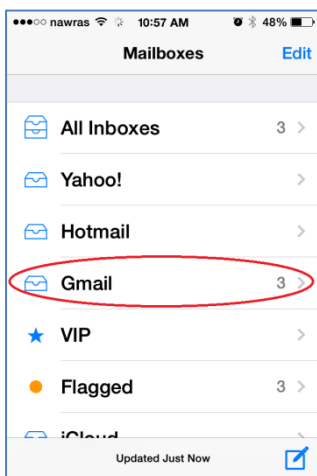 nawras 10:57 AM 48%
Mailboxes Edit
All Inboxes 3
Yahoo!
Hotmail
Gmail 3
VIP
Flagged 3
iCloud
Updated Just Now